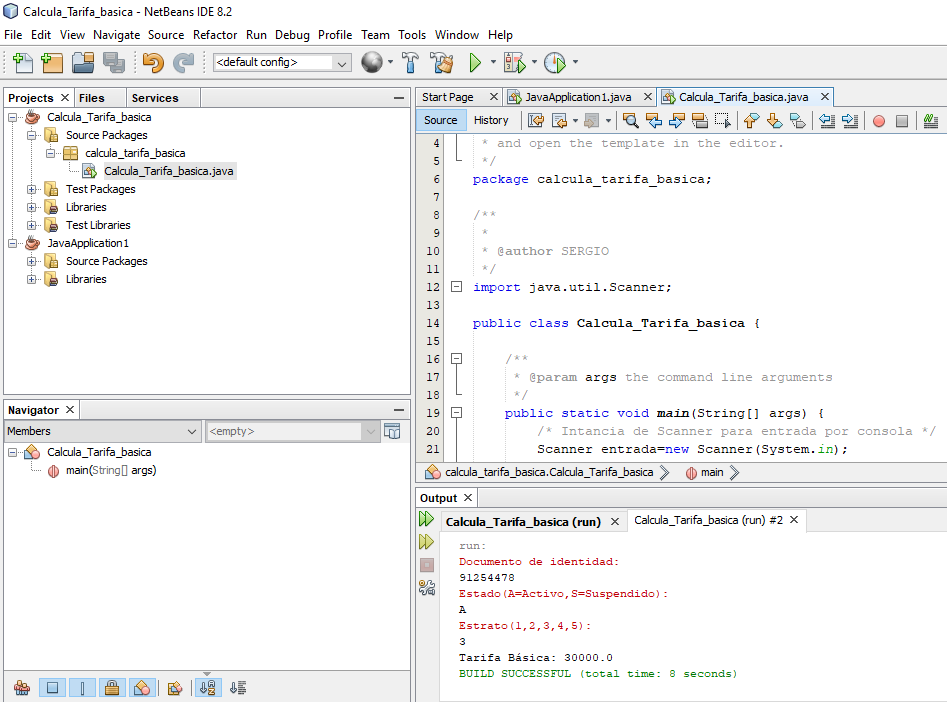 Calcula_Tarifa_basica - NetBeans IDE 8.2
File Edit View Navigate Source Refactor Run Debug Profile Team Tools Window Help
<default config>
Projects Files Services
Calcula_Tarifa_basica
Source Packages
calcula_tarifa_basica
Calcula_Tarifa_basica.java
Test Packages
Libraries
Test Libraries
JavaApplication1
Source Packages
Libraries
Navigator
Members <empty>
Calcula_Tarifa_basica
main(String[] args)
Start Page JavaApplication1.java Calcula_Tarifa_basica.java
Source History
4 * and open the template in the editor.
5 */
6 package calcula_tarifa_basica;
7
8 /**
9 *
10 * @author SERGIO
11 */
12 import java.util.Scanner;
13
14 public class Calcula_Tarifa_basica {
15
16 /**
17 * @param args the command line arguments
18 */
19 public static void main(String[] args) {
20 /* Intancia de Scanner para entrada por consola */
21 Scanner entrada=new Scanner(System.in);
calcula_tarifa_basica.Calcula_Tarifa_basica main
Output
Calcula_Tarifa_basica (run) Calcula_Tarifa_basica (run) #2
run:
Documento de identidad:
91254478
Estado(A=Activo,S=Suspendido):
A
Estrato(1,2,3,4,5):
3
Tarifa Básica: 30000.0
BUILD SUCCESSFUL (total time: 8 seconds)